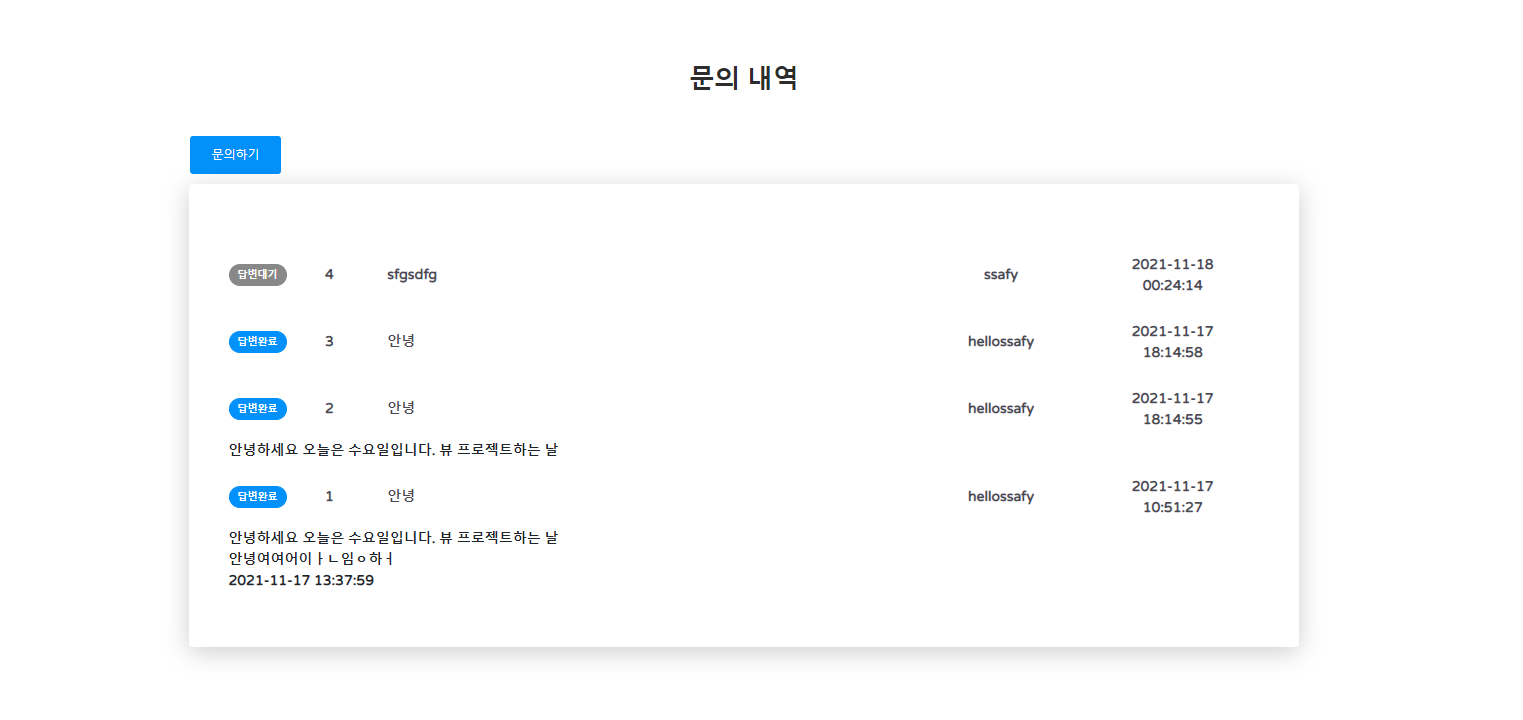 문의 내역
문의하기
답변대기 4 sfgsdfg ssafy 2021-11-18
00:24:14
답변완료 3 안녕 hellossafy 2021-11-17
18:14:58
답변완료 2 안녕 hellossafy 2021-11-17
18:14:55
안녕하세요 오늘은 수요일입니다. 뷰 프로젝트하는 날
답변완료 1 안녕 hellossafy 2021-11-17
10:51:27
안녕하세요 오늘은 수요일입니다. 뷰 프로젝트하는 날
안녕여여어이ㅏㄴ임ㅇ하ㅓ
2021-11-17 13:37:59